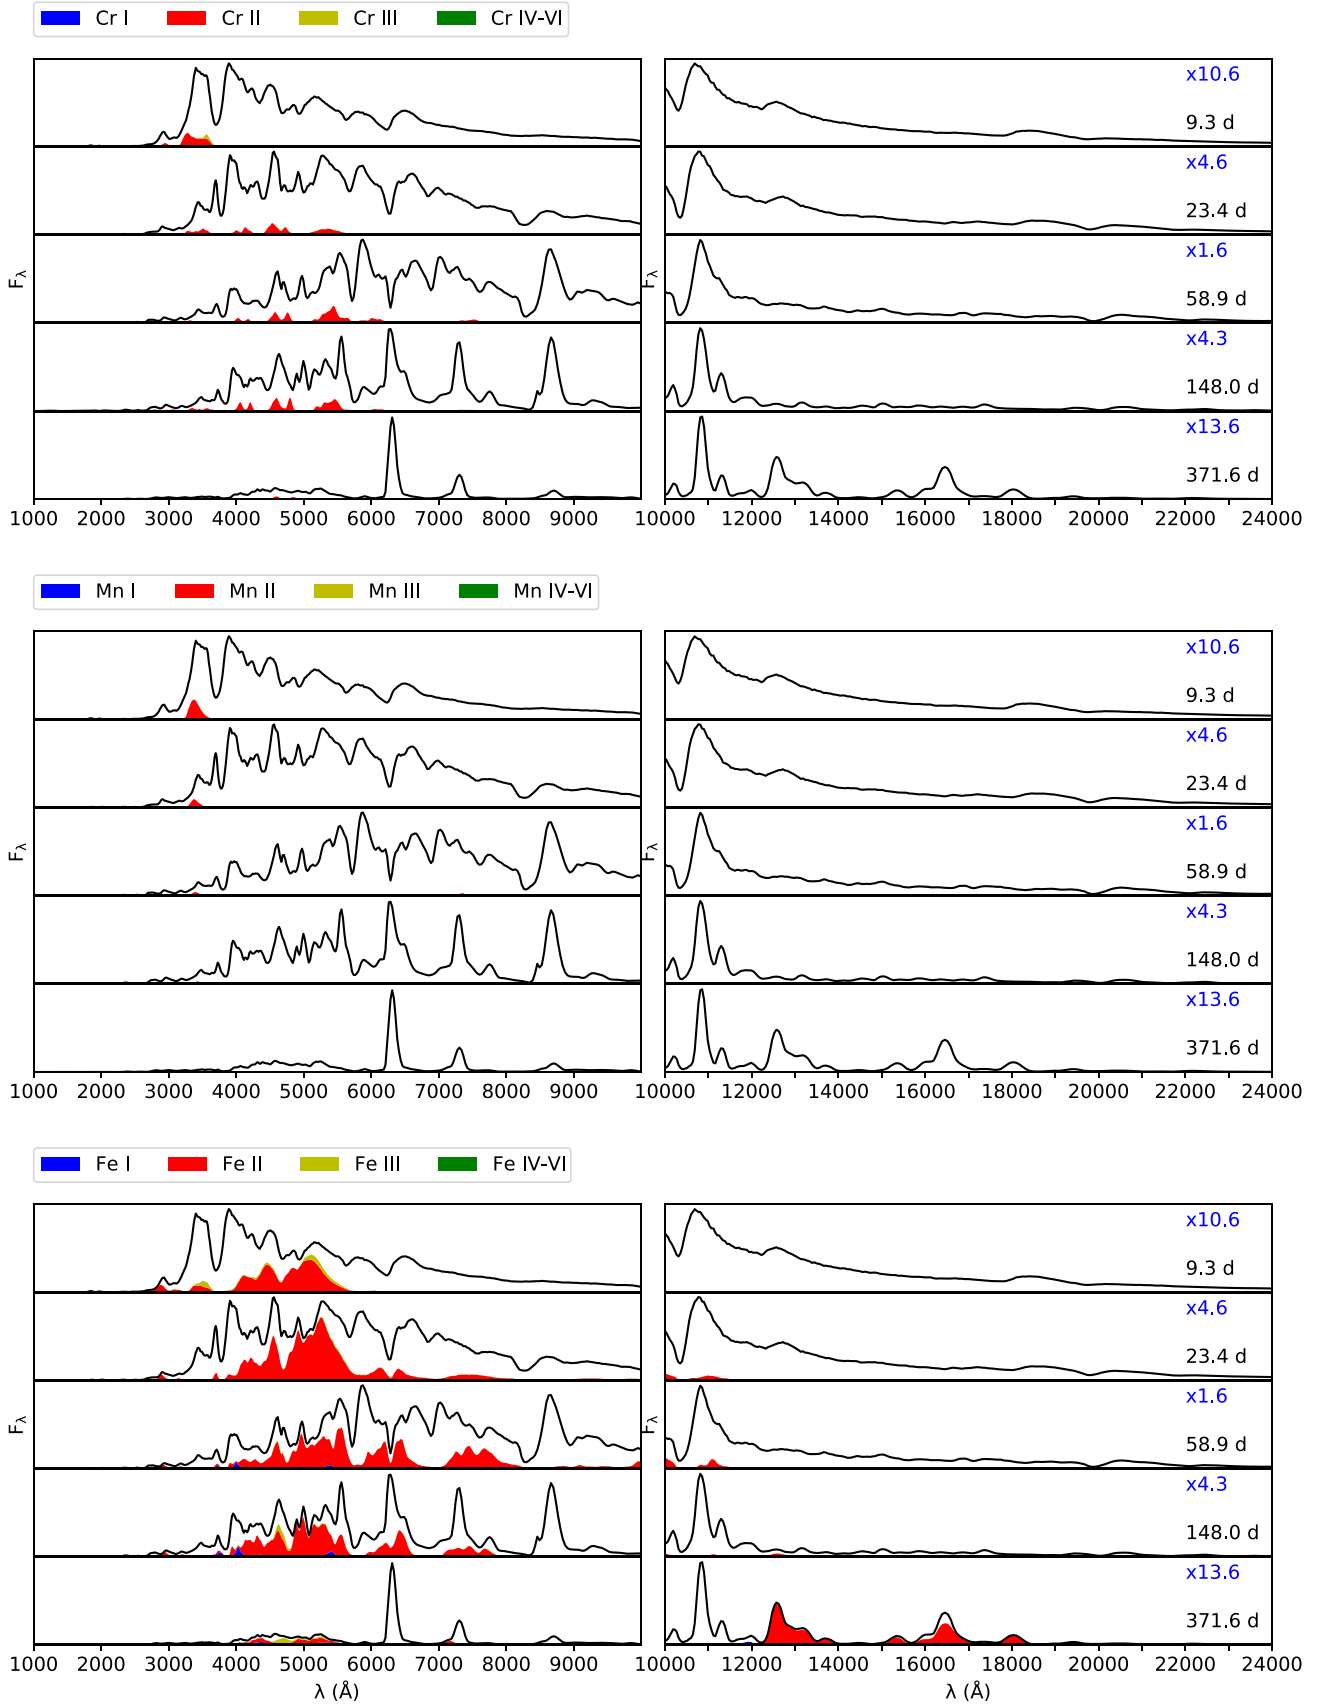 Cr I Cr II Cr III Cr IV-VI
x10.6
9.3 d
x4.6
23.4 d
Fλ Fλ x1.6
58.9 d
x4.3
148.0 d
x13.6
371.6 d
1000 2000 3000 4000 5000 6000 7000 8000 9000 10000 12000 14000 16000 18000 20000 22000 24000
Mn I Mn II Mn III Mn IV-VI
x10.6
9.3 d
x4.6
23.4 d
Fλ Fλ x1.6
58.9 d
x4.3
148.0 d
x13.6
371.6 d
1000 2000 3000 4000 5000 6000 7000 8000 9000 10000 12000 14000 16000 18000 20000 22000 24000
Fe I Fe II Fe III Fe IV-VI
x10.6
9.3 d
x4.6
23.4 d
Fλ Fλ x1.6
58.9 d
x4.3
148.0 d
x13.6
371.6 d
1000 2000 3000 4000 5000 6000 7000 8000 9000 10000 12000 14000 16000 18000 20000 22000 24000
λ (Å) λ (Å)